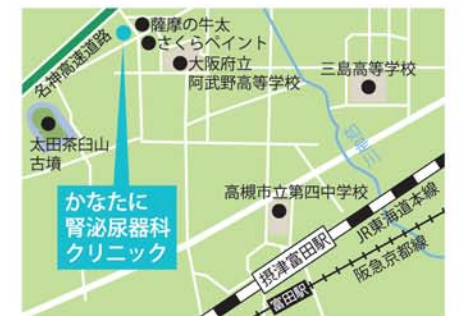 薩摩の牛太
さくらペイント
大阪府立
阿武野高等学校
三島高等学校
名神高速道路
太田茶臼山
古墳
かなたに
腎泌尿器科
クリニック
高槻市立第四中学校
JR東海道本線
阪急京都線
摂津富田駅
富田駅